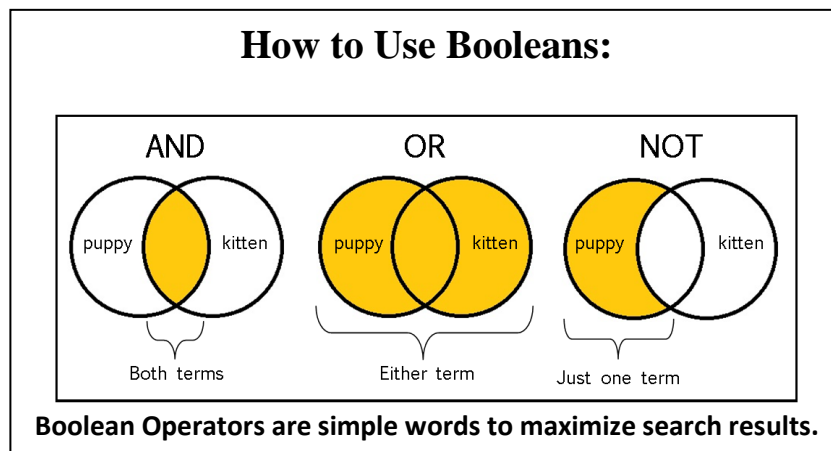 How to Use Booleans:
AND OR NOT
puppy kitten puppy kitten puppy kitten
Both terms Either term Just one term
Boolean Operators are simple words to maximize search results.